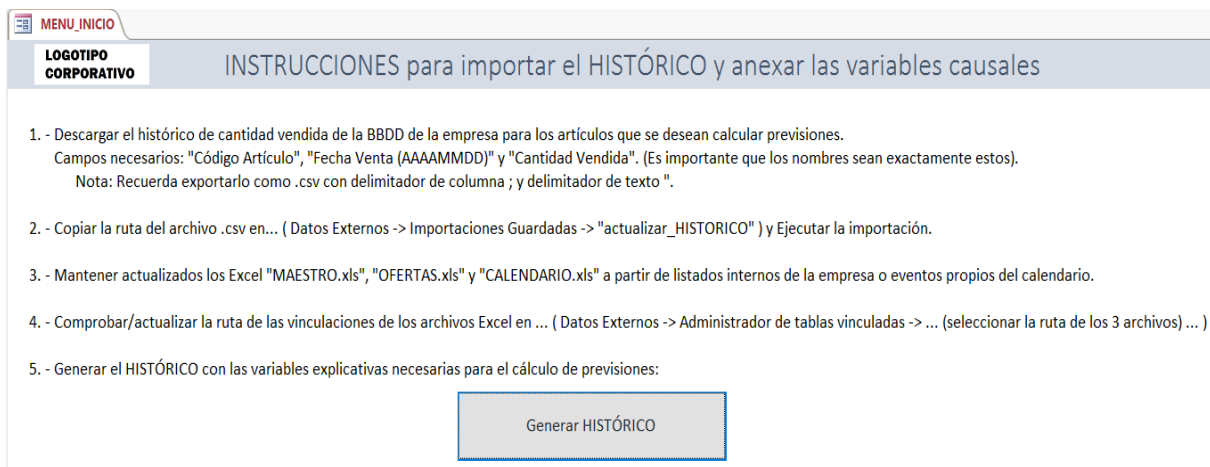 MENU_INICIO
LOGOTIPO
CORPORATIVO
INSTRUCCIONES para importar el HISTÓRICO y anexar las variables causales
1. - Descargar el histórico de cantidad vendida de la BBDD de la empresa para los artículos que se desean calcular previsiones.
Campos necesarios: "Código Artículo", "Fecha Venta (AAAAMMDD)" y "Cantidad Vendida". (Es importante que los nombres sean exactamente estos).
Nota: Recuerda exportarlo como .csv con delimitador de columna ; y delimitador de texto ".
2. - Copiar la ruta del archivo .csv en... ( Datos Externos -> Importaciones Guardadas -> "actualizar_HISTORICO" ) y Ejecutar la importación.
3. - Mantener actualizados los Excel "MAESTRO.xls", "OFERTAS.xls" y "CALENDARIO.xls" a partir de listados internos de la empresa o eventos propios del calendario.
4. - Comprobar/actualizar la ruta de las vinculaciones de los archivos Excel en ... ( Datos Externos -> Administrador de tablas vinculadas -> ... (seleccionar la ruta de los 3 archivos) ... )
5. - Generar el HISTÓRICO con las variables explicativas necesarias para el cálculo de previsiones:
Generar HISTÓRICO